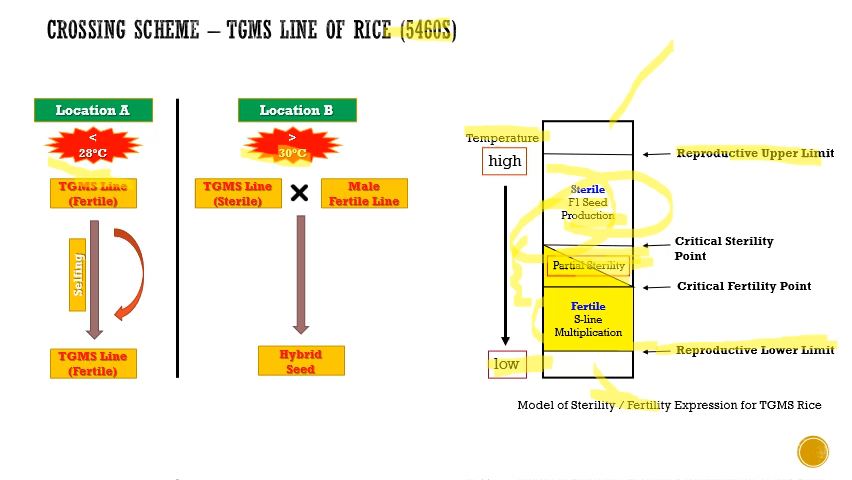 CROSSING SCHEME – TGMS LINE OF RICE (5460S)
Location A
<
28°C
TGMS Line
(Fertile)
Selfing
TGMS Line
(Fertile)
Location B
>
30°C
TGMS Line
(Sterile)
Male
Fertile Line
Hybrid
Seed
Temperature
high
low
Sterile
F1 Seed
Production
Partial Sterility
Fertile
S-line
Multiplication
Reproductive Upper Limit
Critical Sterility
Point
Critical Fertility Point
Reproductive Lower Limit
Model of Sterility / Fertility Expression for TGMS Rice